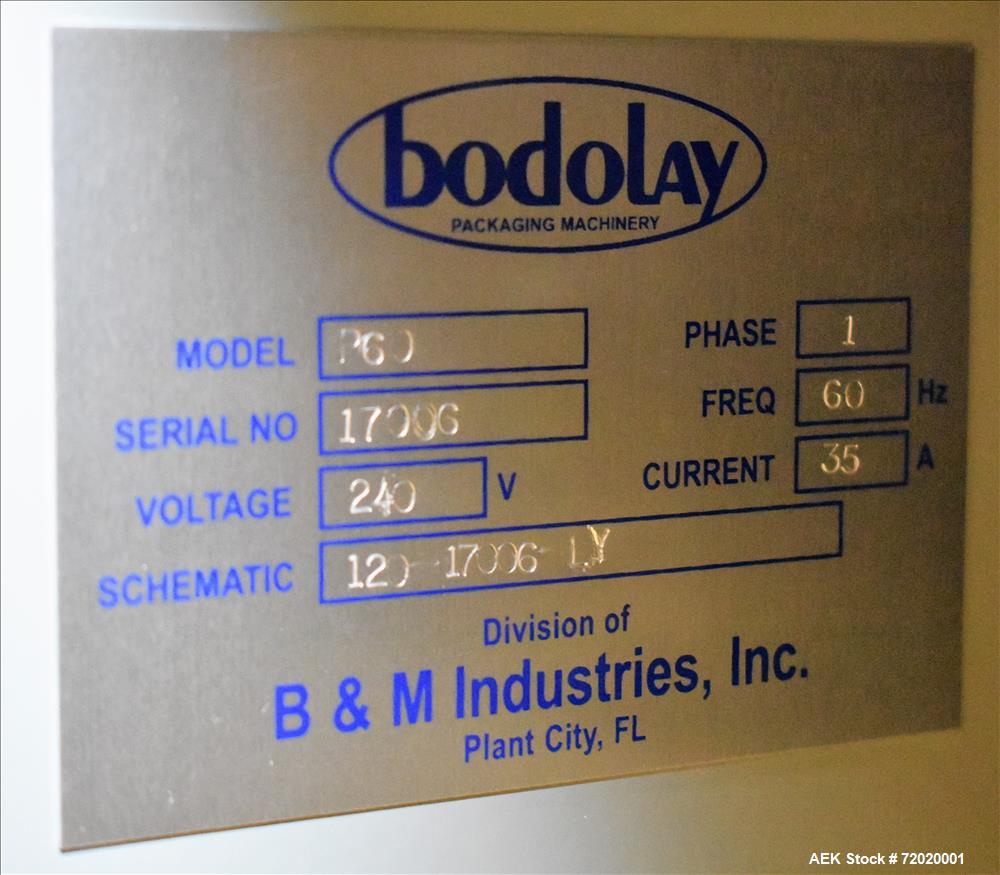 bodolay
PACKAGING MACHINERY
MODEL P60
PHASE 1
SERIAL NO 17006
FREQ 60 Hz
VOLTAGE 240 V
CURRENT 35 A
SCHEMATIC 120-17006-LY
Division of
B & M Industries, Inc.
Plant City, FL
AEK Stock # 72020001